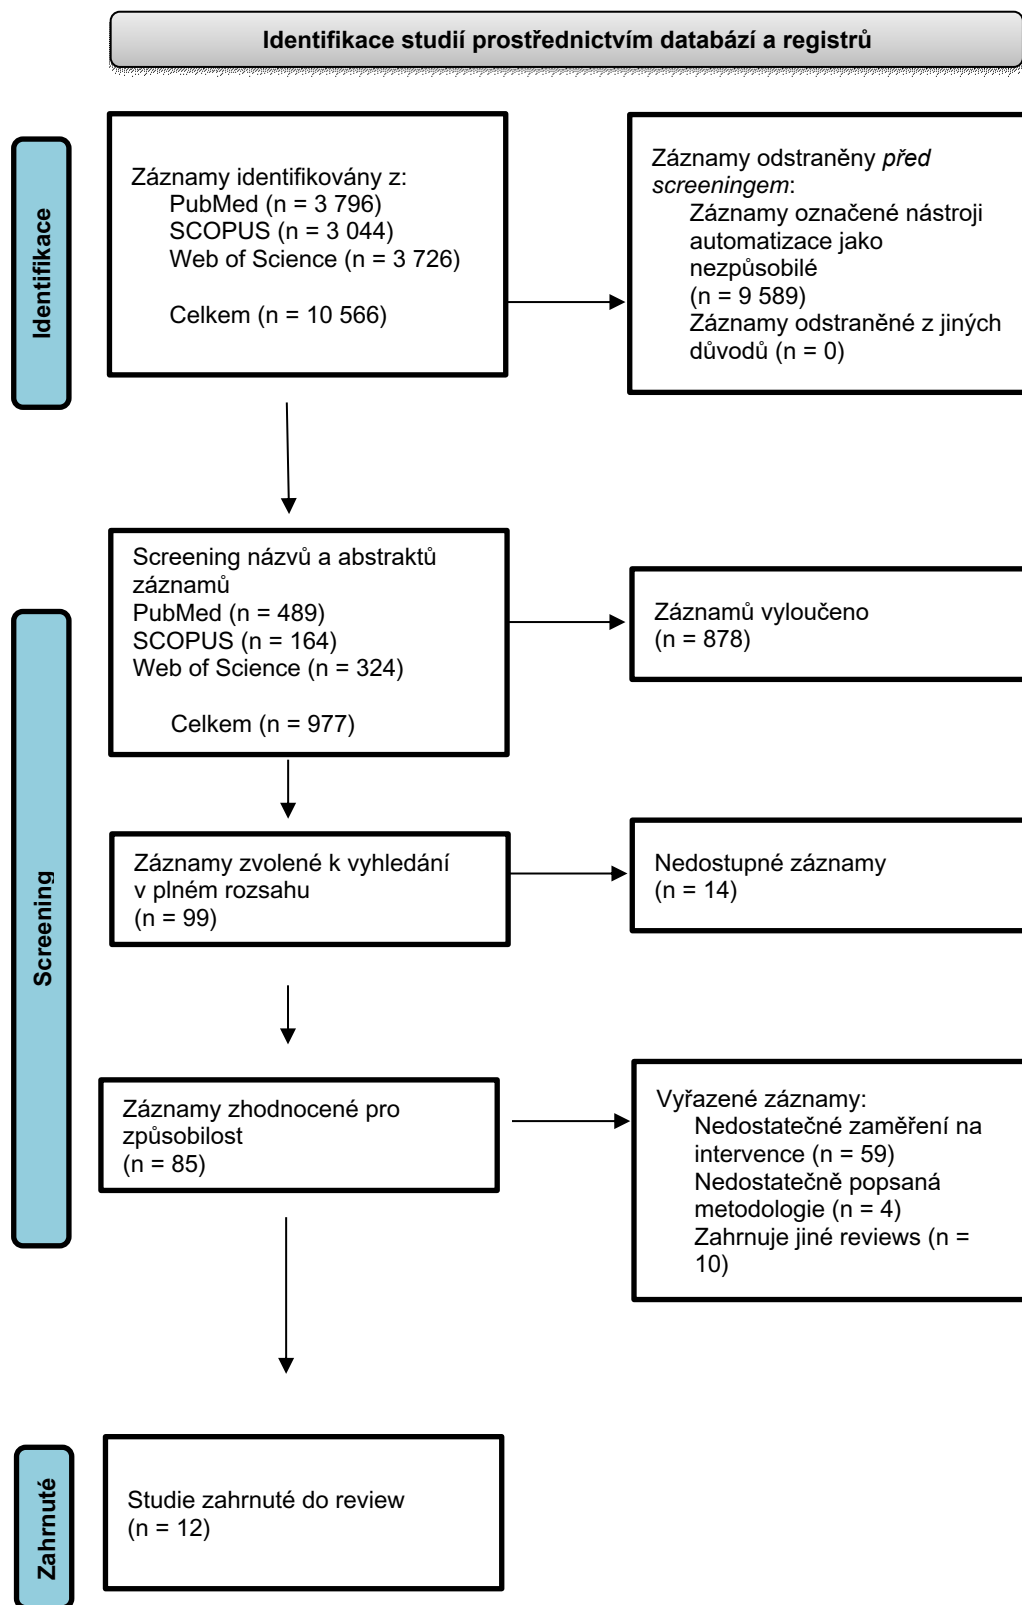 Identifikace studií prostřednictvím databází a registrů
Identifikace
Záznamy identifikovány z:
PubMed (n = 3 796)
SCOPUS (n = 3 044)
Web of Science (n = 3 726)
Celkem (n = 10 566)
Záznamy odstraněny před
screeningem:
Záznamy označené nástroji
automatizace jako
nezpůsobilé
(n = 9 589)
Záznamy odstraněné z jiných
důvodů (n = 0)
Screening
Screening názvů a abstraktů
záznamů
PubMed (n = 489)
SCOPUS (n = 164)
Web of Science (n = 324)
Celkem (n = 977)
Záznamů vyloučeno
(n = 878)
Záznamy zvolené k vyhledání
v plném rozsahu
(n = 99)
Nedostupné záznamy
(n = 14)
Záznamy zhodnocené pro
způsobilost
(n = 85)
Vyřazené záznamy:
Nedostatečné zaměření na
intervence (n = 59)
Nedostatečně popsaná
metodologie (n = 4)
Zahrnuje jiné reviews (n =
10)
Zahrnuté
Studie zahrnuté do review
(n = 12)